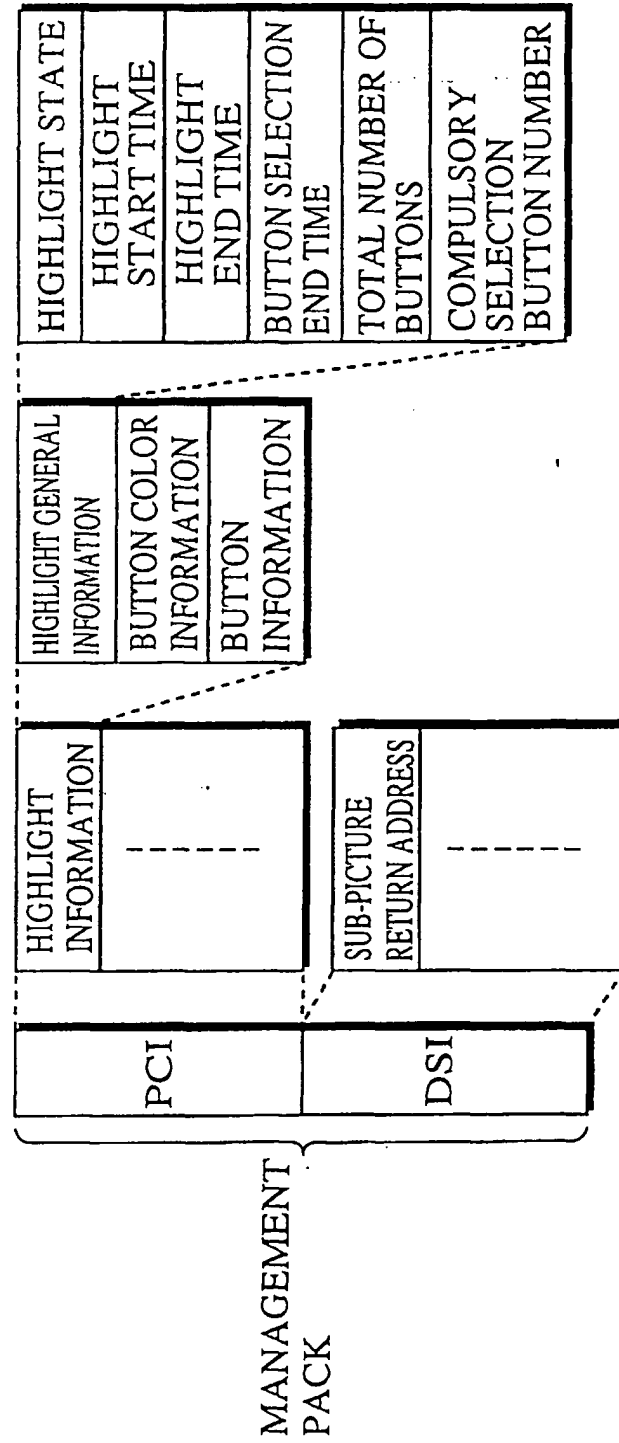 MANAGEMENT
PACK
PCI
DSI
HIGHLIGHT
INFORMATION
SUB-PICTURE
RETURN ADDRESS
HIGHLIGHT GENERAL
INFORMATION
BUTTON COLOR
INFORMATION
BUTTON
INFORMATION
HIGHLIGHT STATE
HIGHLIGHT
START TIME
HIGHLIGHT
END TIME
BUTTON SELECTION
END TIME
TOTAL NUMBER OF
BUTTONS
COMPULSORY
SELECTION
BUTTON NUMBER